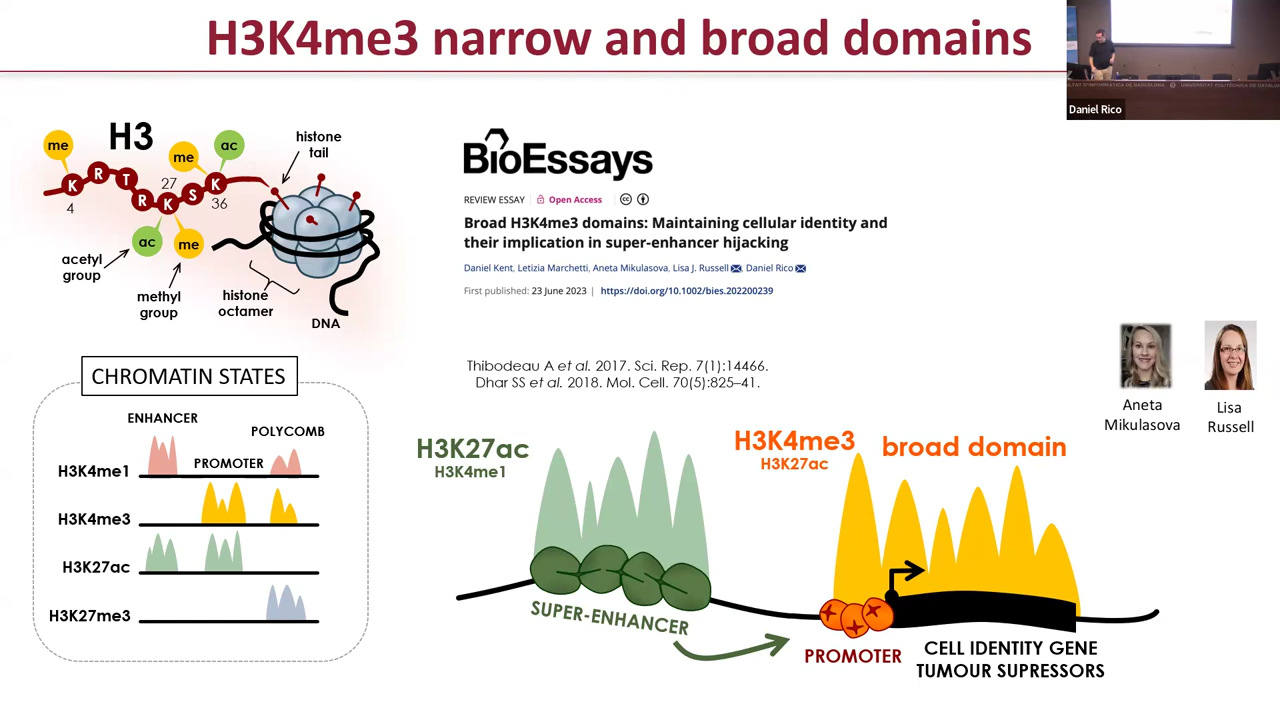 H3K4me3 narrow and broad domains
Daniel Rico
H3
me
me
ac
K
R
T
R
K
S
K
4
27
36
ac
me
histone
tail
acetyl
group
methyl
group
histone
octamer
DNA
BioEssays
REVIEW ESSAY
Open Access
cc
Broad H3K4me3 domains: Maintaining cellular identity and
their implication in super-enhancer hijacking
Daniel Kent, Letizia Marchetti, Aneta Mikulasova, Lisa J. Russell, Daniel Rico
First published: 23 June 2023 | https://doi.org/10.1002/bies.202200239
Thibodeau A et al. 2017. Sci. Rep. 7(1):14466.
Dhar SS et al. 2018. Mol. Cell. 70(5):825–41.
Aneta
Mikulasova
Lisa
Russell
CHROMATIN STATES
ENHANCER
POLYCOMB
PROMOTER
H3K4me1
H3K4me3
H3K27ac
H3K27me3
H3K27ac
H3K4me1
H3K4me3
H3K27ac
broad domain
SUPER-ENHANCER
PROMOTER
CELL IDENTITY GENE
TUMOUR SUPRESSORS